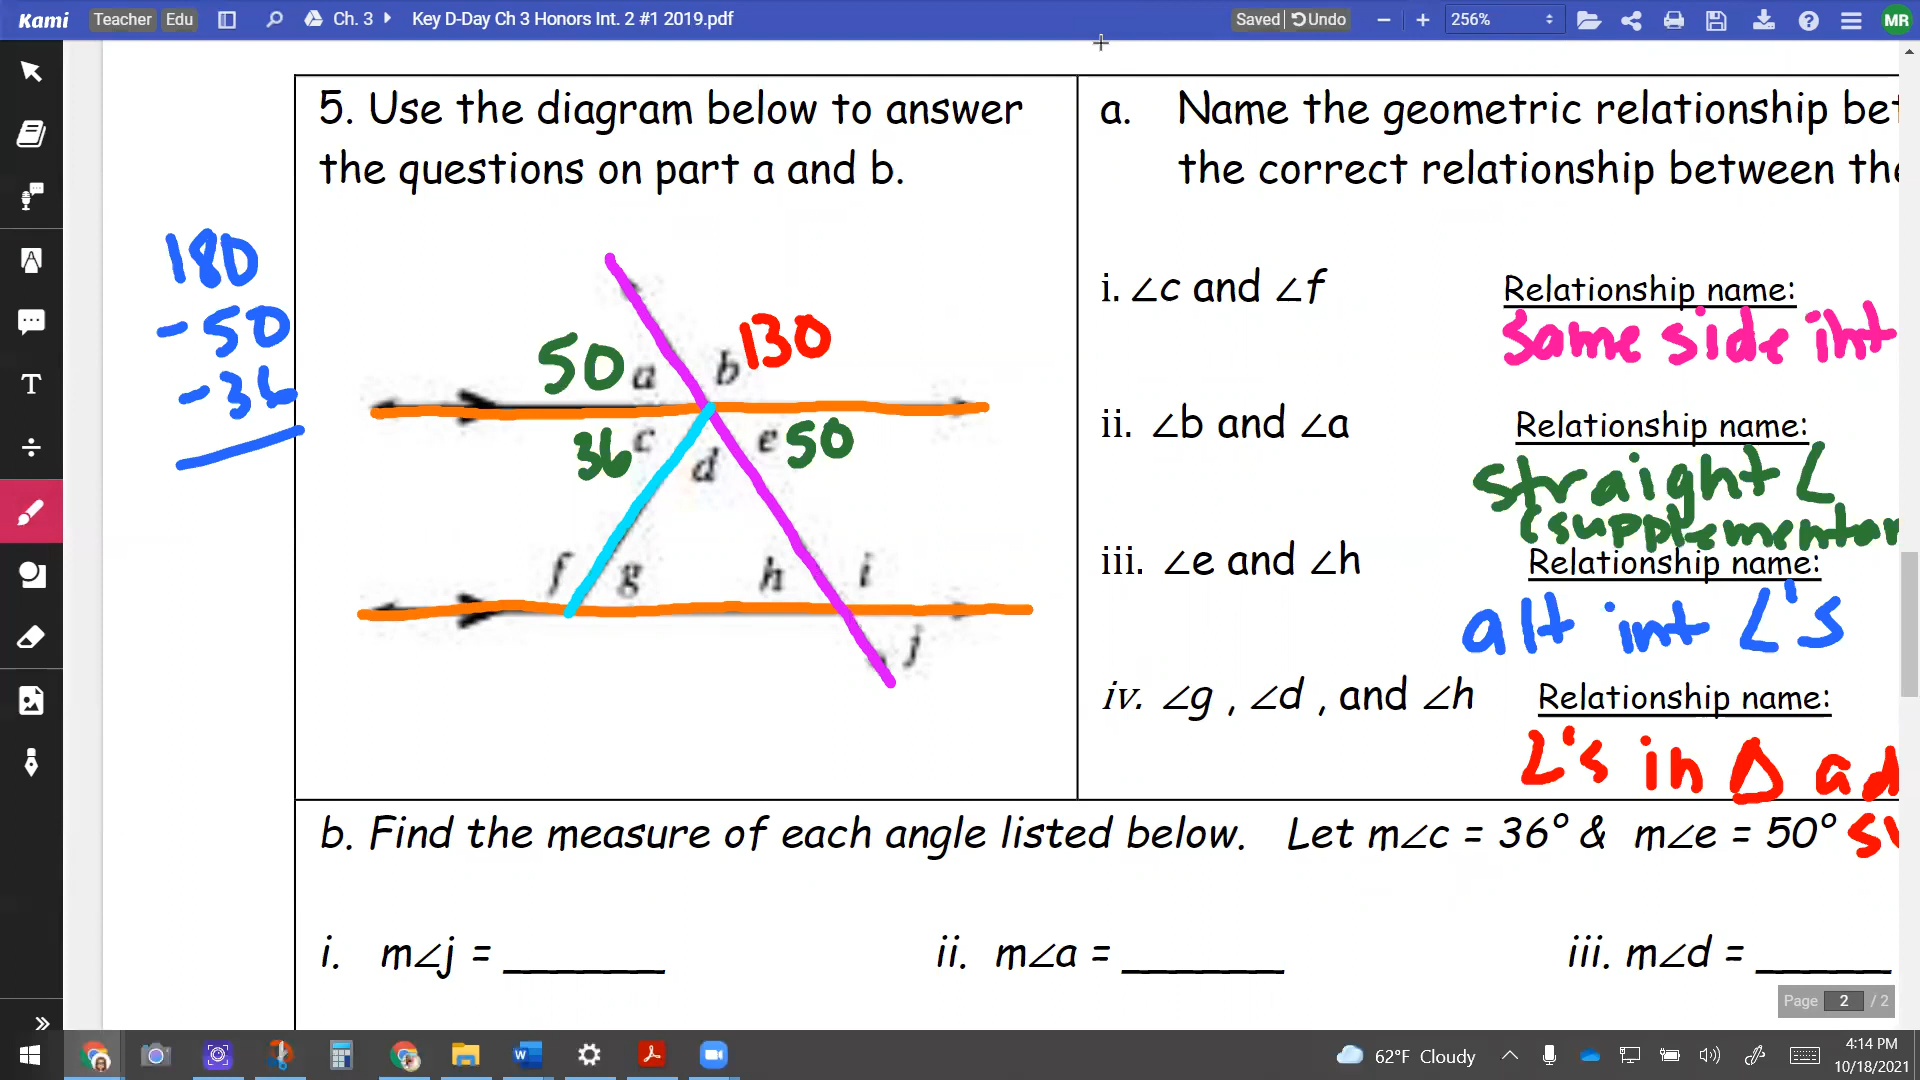 Kami Teacher Edu Ch. 3 Key D-Day Ch 3 Honors Int. 2 #1 2019.pdf Saved Undo 256% MR
5. Use the diagram below to answer
the questions on part a and b.
a. Name the geometric relationship bet
the correct relationship between the
180
- 50
- 36
50 a b 130
36 c d e 50
f g h i
j
i. ∠c and ∠f Relationship name:
same side int
ii. ∠b and ∠a Relationship name:
straight ∠
(supplementar
iii. ∠e and ∠h Relationship name:
alt int ∠'s
iv. ∠g , ∠d , and ∠h Relationship name:
∠'s in △ ad
b. Find the measure of each angle listed below. Let m∠c = 36° & m∠e = 50° su
i. m∠j = ______ ii. m∠a = ______ iii. m∠d = _____
Page 2 / 2
62°F Cloudy 4:14 PM
10/18/2021